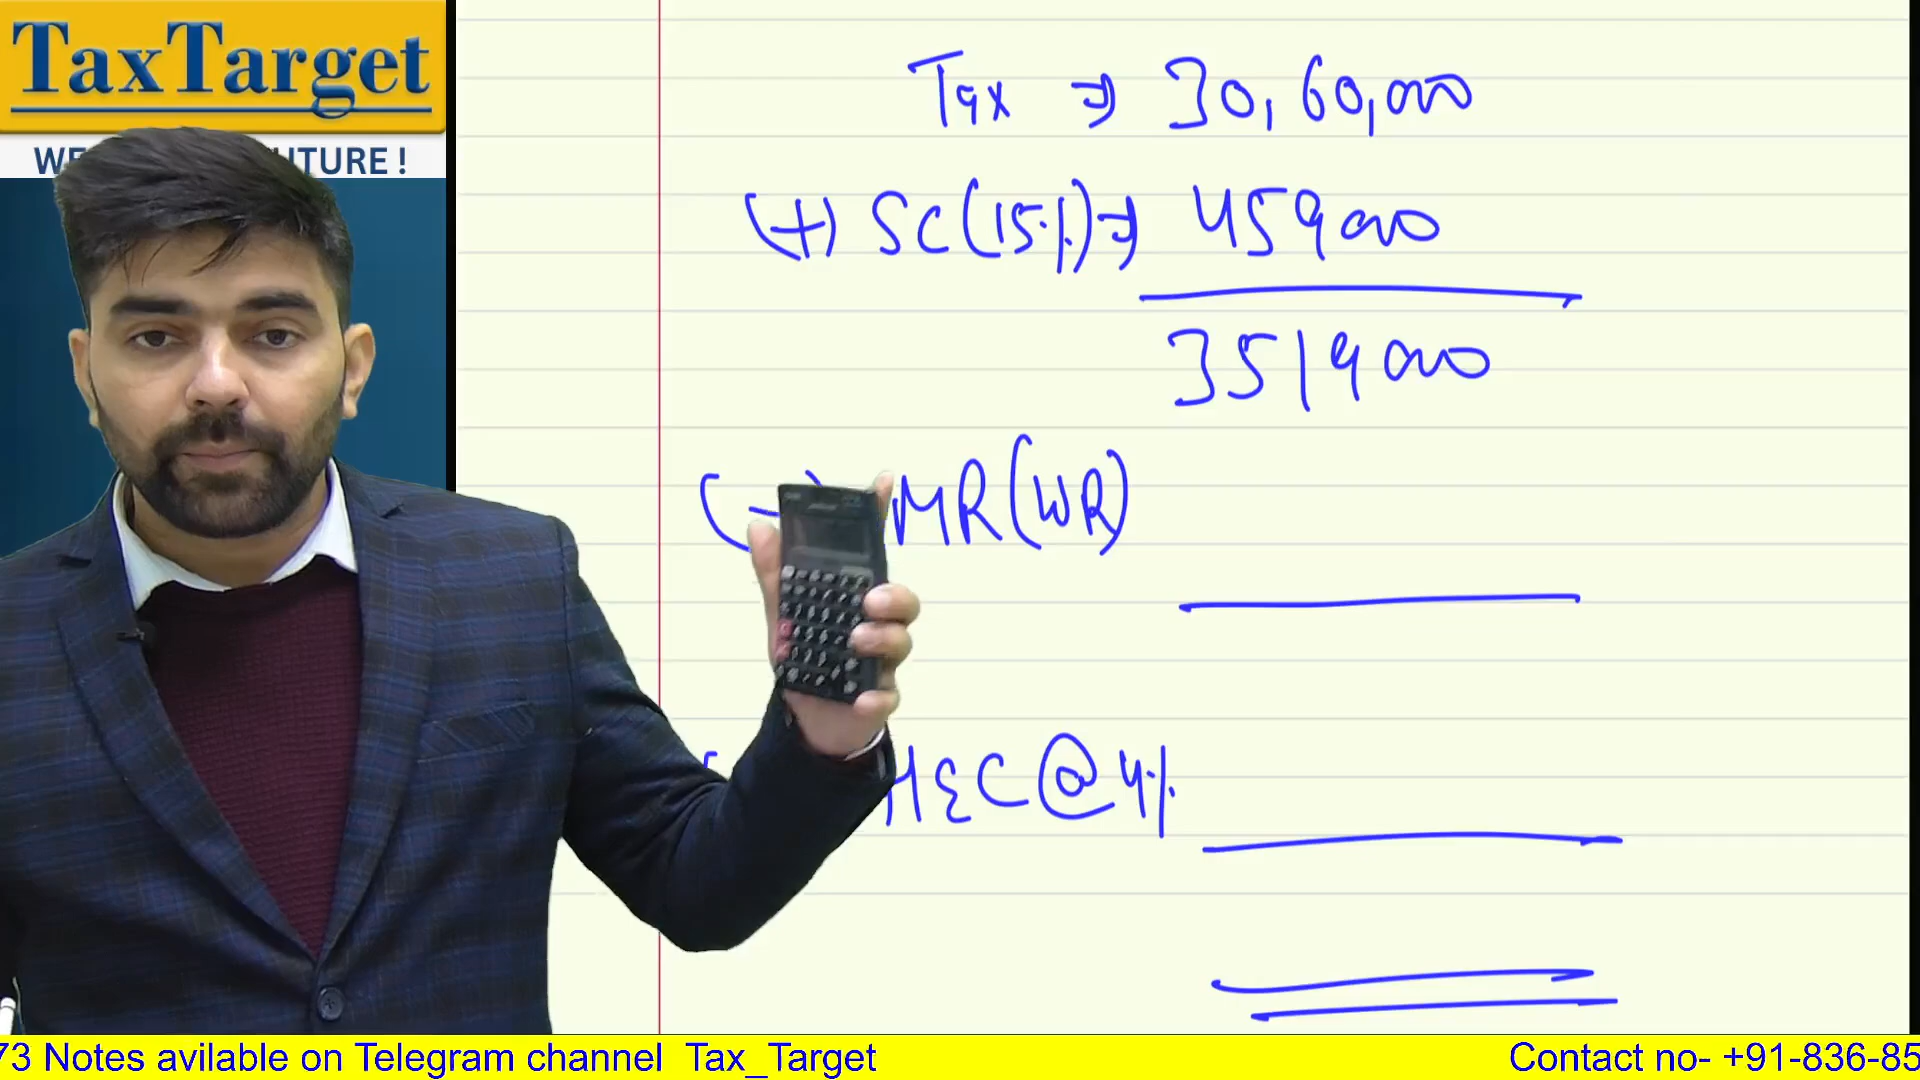 TaxTarget
WE UTURE !
Tax ⇒ 30,60,000
(+) SC(15%) ⇒ 459000
3519000
(-) MR(WR)
HEC @ 4%
73 Notes avilable on Telegram channel Tax_Target
Contact no- +91-836-85